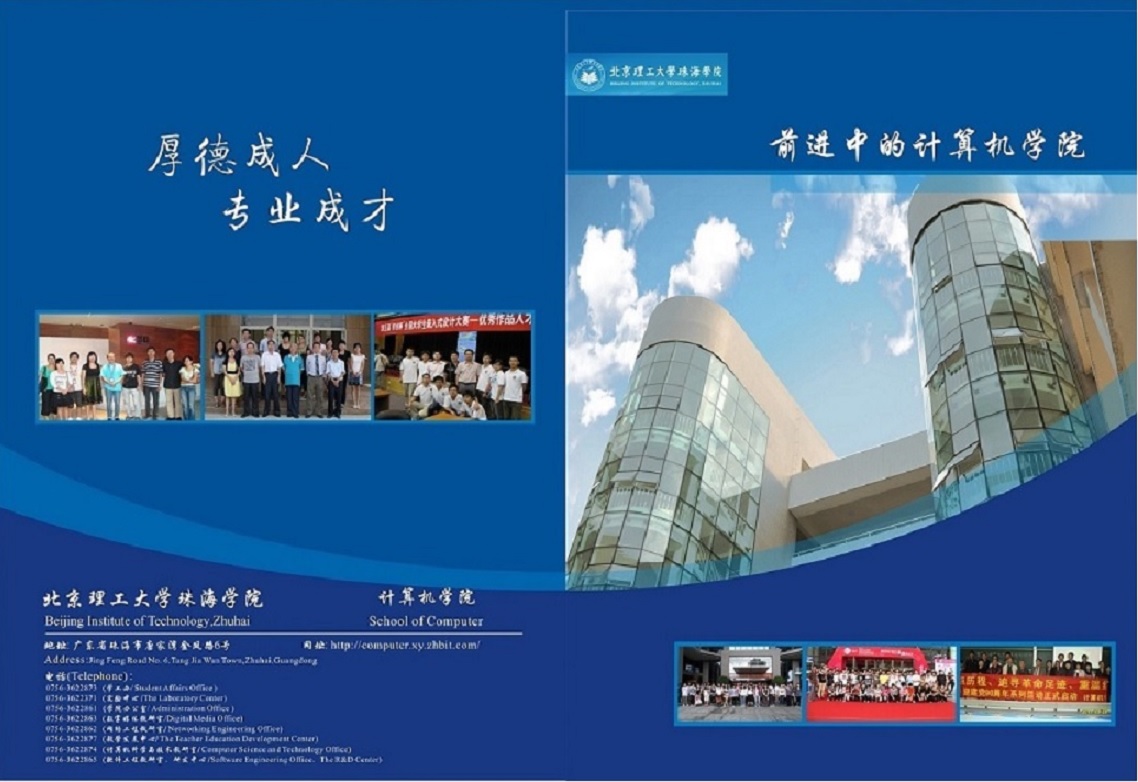 厚德成人
专业成才
北京理工大学珠海学院
Beijing Institute of Technology,Zhuhai
计算机学院
School of Computer
地址:广东省珠海市唐家湾金凤路6号
网址:http://computer.xy.zhbit.com/
Address:Jing Feng Road No.6,Tang Jia Wan Town,Zhuhai,Guangdong
电话(Telephone):
0756-3622873 (学工办/Student Affairs Office)
0756-3622371 (实验中心/The Laboratory Center)
0756-3622861 (学院办公室/Administration Office)
0756-3622863 (数字媒体教研室/Digital Media Office)
0756-3622862 (网络工程教研室/Networking Engineering Office)
0756-3622877 (教学发展中心/The Teacher Education Development Center)
0756-3622874 (计算机科学与技术教研室/Computer Science and Technology Office)
0756-3622865 (软件工程教研室、研发中心/Software Engineering Office、The R&D Center)
北京理工大學珠海學院
BEIJING INSTITUTE OF TECHNOLOGY, ZHUHAI
前进中的计算机学院